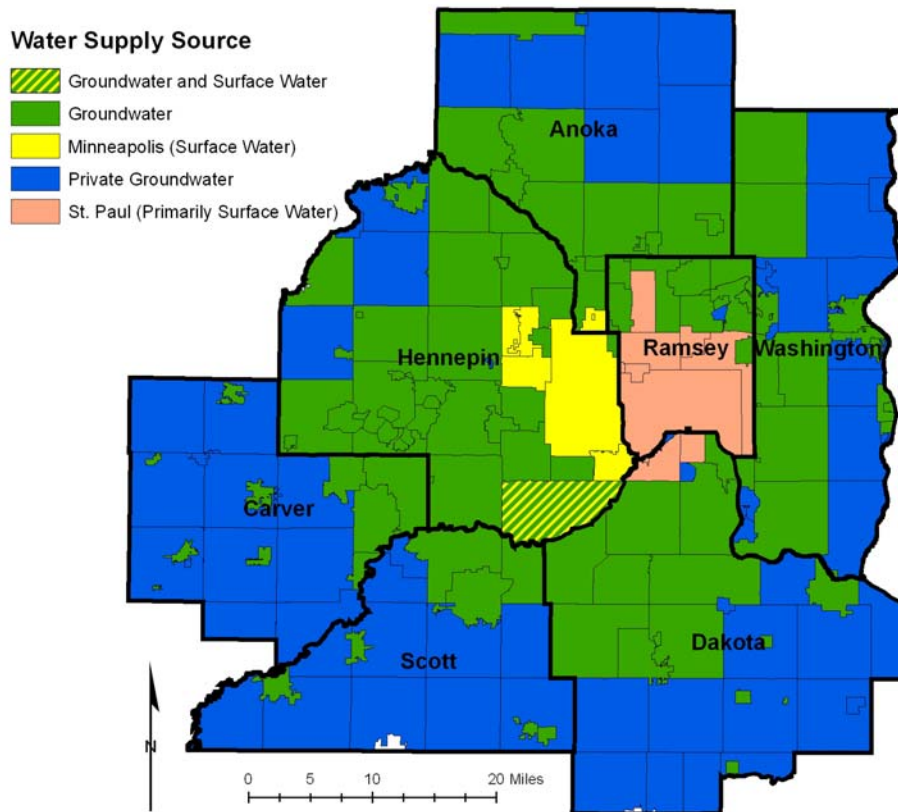 Water Supply Source
Groundwater and Surface Water
Groundwater
Minneapolis (Surface Water)
Private Groundwater
St. Paul (Primarily Surface Water)
Anoka
Hennepin
Ramsey
Washington
Carver
Scott
Dakota
N
0 5 10 20 Miles